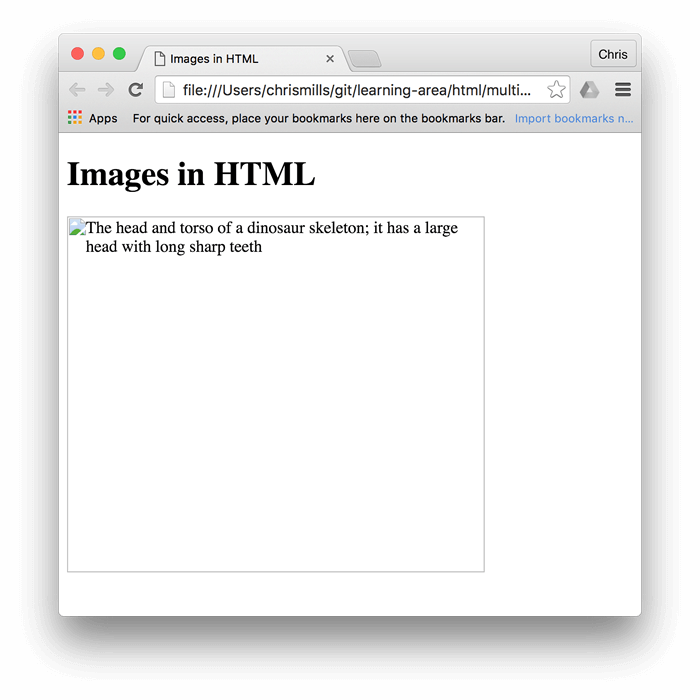 Images in HTML
Chris
file:///Users/chrismills/git/learning-area/html/multi...
Apps For quick access, place your bookmarks here on the bookmarks bar. Import bookmarks n...
Images in HTML
The head and torso of a dinosaur skeleton; it has a large
head with long sharp teeth